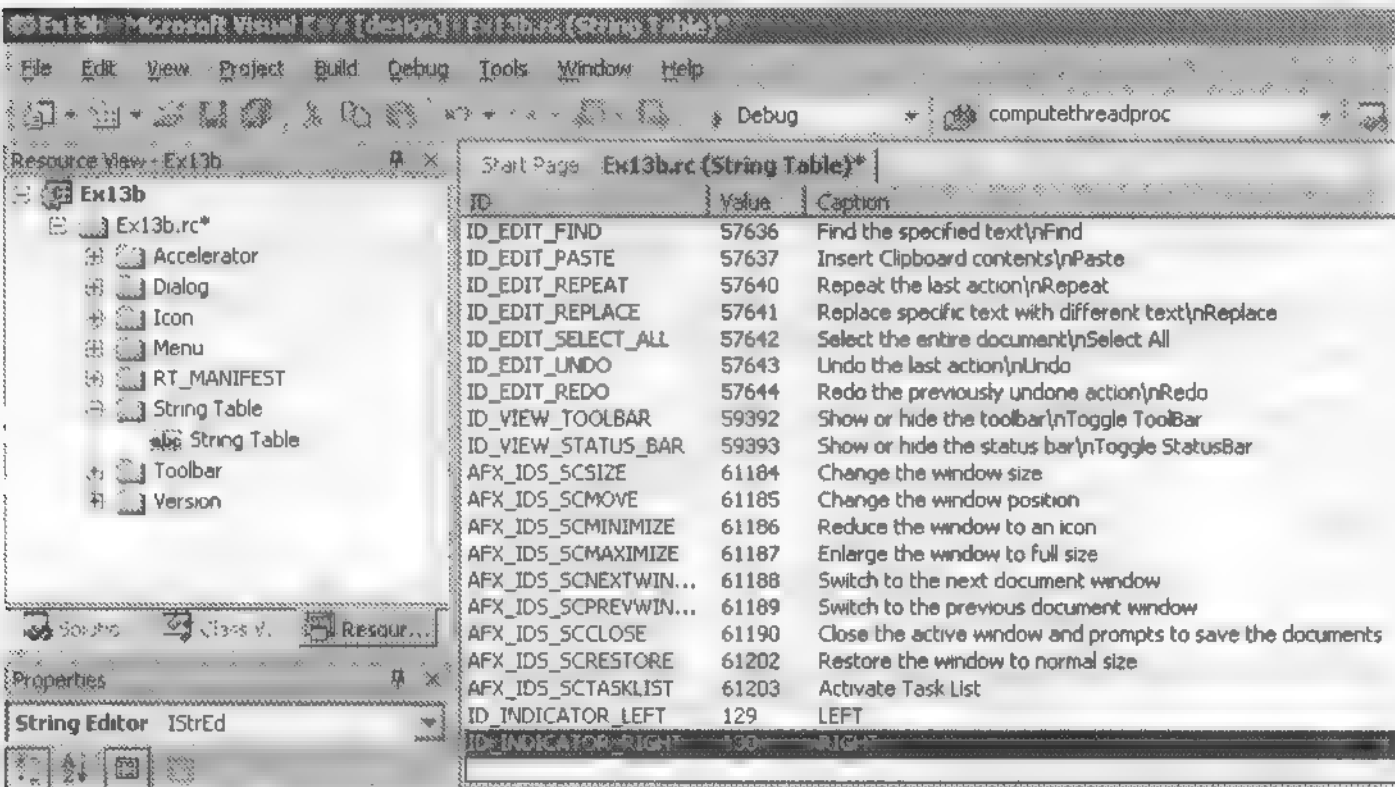 Ex13b - Microsoft Visual C++ [design] - Ex13b.rc (String Table)*
File Edit View Project Build Debug Tools Window Help
Debug computethreadproc
Resource View - Ex13b
Ex13b
Ex13b.rc*
Accelerator
Dialog
Icon
Menu
RT_MANIFEST
String Table
abc String Table
Toolbar
Version
Resour...
Properties
String Editor IStrEd
Start Page Ex13b.rc (String Table)*
ID Value Caption
ID_EDIT_FIND 57636 Find the specified text\nFind
ID_EDIT_PASTE 57637 Insert Clipboard contents\nPaste
ID_EDIT_REPEAT 57640 Repeat the last action\nRepeat
ID_EDIT_REPLACE 57641 Replace specific text with different text\nReplace
ID_EDIT_SELECT_ALL 57642 Select the entire document\nSelect All
ID_EDIT_UNDO 57643 Undo the last action\nUndo
ID_EDIT_REDO 57644 Redo the previously undone action\nRedo
ID_VIEW_TOOLBAR 59392 Show or hide the toolbar\nToggle ToolBar
ID_VIEW_STATUS_BAR 59393 Show or hide the status bar\nToggle StatusBar
AFX_IDS_SCSIZE 61184 Change the window size
AFX_IDS_SCMOVE 61185 Change the window position
AFX_IDS_SCMINIMIZE 61186 Reduce the window to an icon
AFX_IDS_SCMAXIMIZE 61187 Enlarge the window to full size
AFX_IDS_SCNEXTWIN... 61188 Switch to the next document window
AFX_IDS_SCPREVWIN... 61189 Switch to the previous document window
AFX_IDS_SCCLOSE 61190 Close the active window and prompts to save the documents
AFX_IDS_SCRESTORE 61202 Restore the window to normal size
AFX_IDS_SCTASKLIST 61203 Activate Task List
ID_INDICATOR_LEFT 129 LEFT
ID_INDICATOR_RIGHT 130 RIGHT